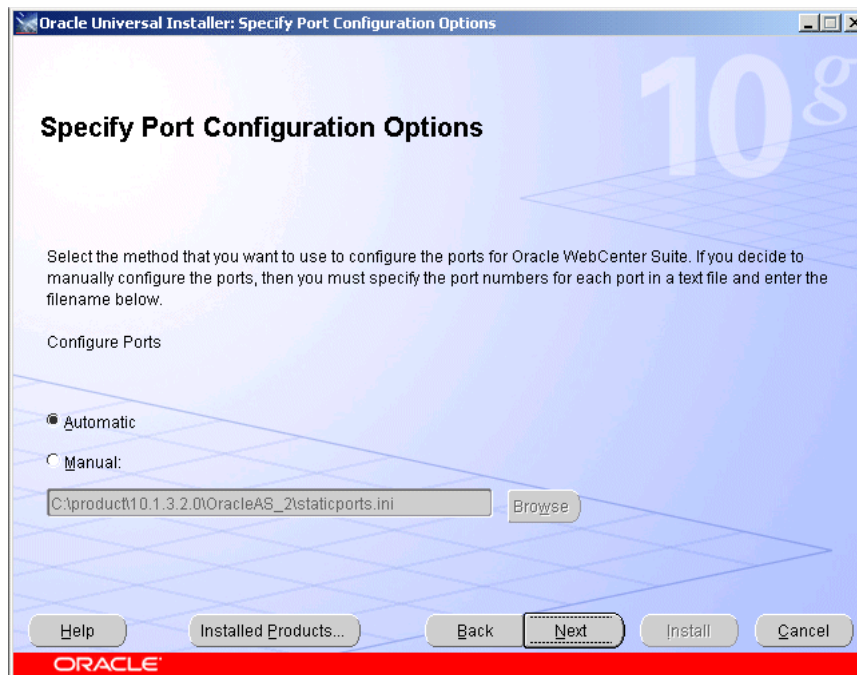 Oracle Universal Installer: Specify Port Configuration Options
10g
Specify Port Configuration Options
Select the method that you want to use to configure the ports for Oracle WebCenter Suite. If you decide to
manually configure the ports, then you must specify the port numbers for each port in a text file and enter the
filename below.
Configure Ports
Automatic
Manual:
C:\product\10.1.3.2.0\OracleAS_2\staticports.ini
Browse
Help
Installed Products...
Back
Next
Install
Cancel
ORACLE